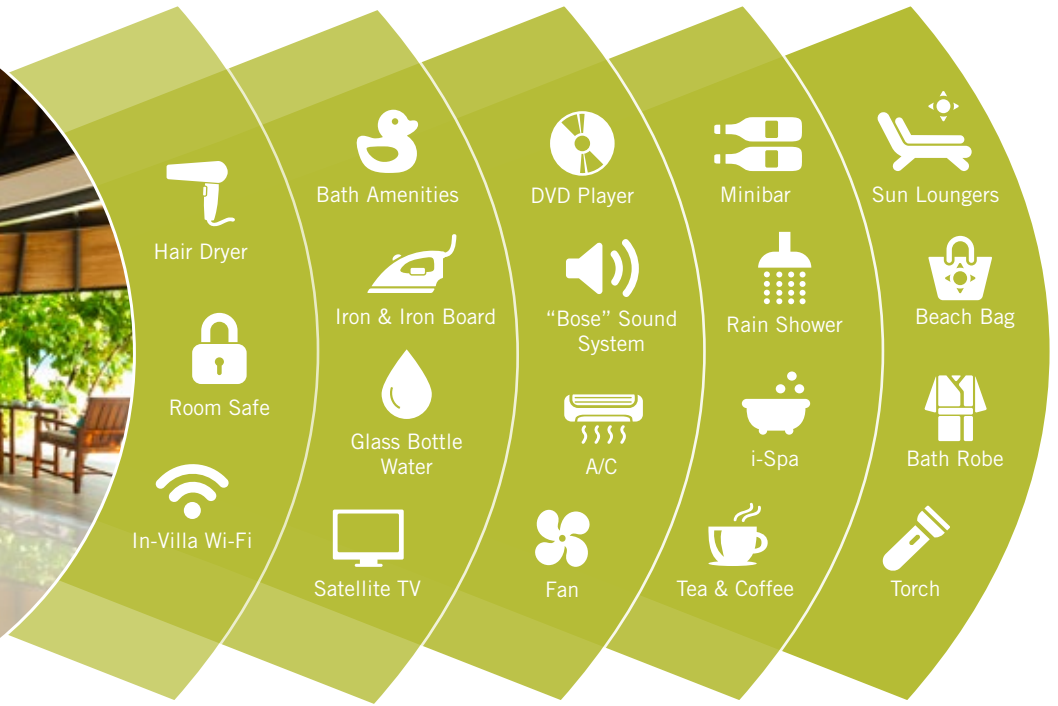 Hair Dryer
Room Safe
In-Villa Wi-Fi
Bath Amenities
Iron & Iron Board
Glass Bottle
Water
Satellite TV
DVD Player
“Bose” Sound
System
A/C
Fan
Minibar
Rain Shower
i-Spa
Tea & Coffee
Sun Loungers
Beach Bag
Bath Robe
Torch